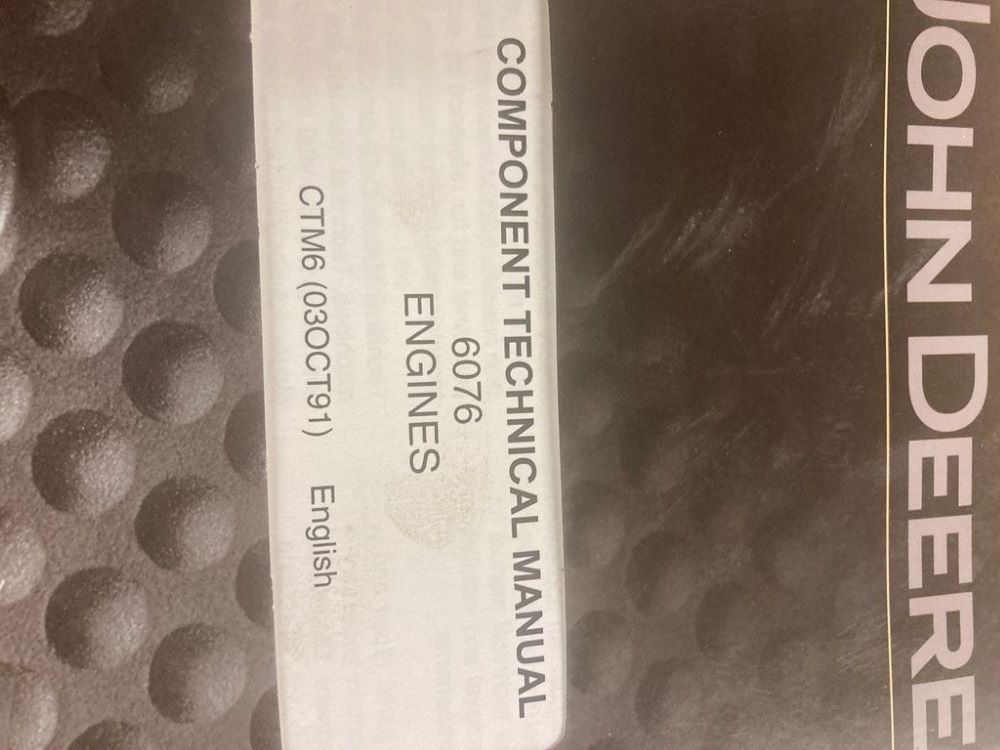 JOHN DEERE
COMPONENT TECHNICAL MANUAL
6076
ENGINES
CTM6 (03OCT91) English